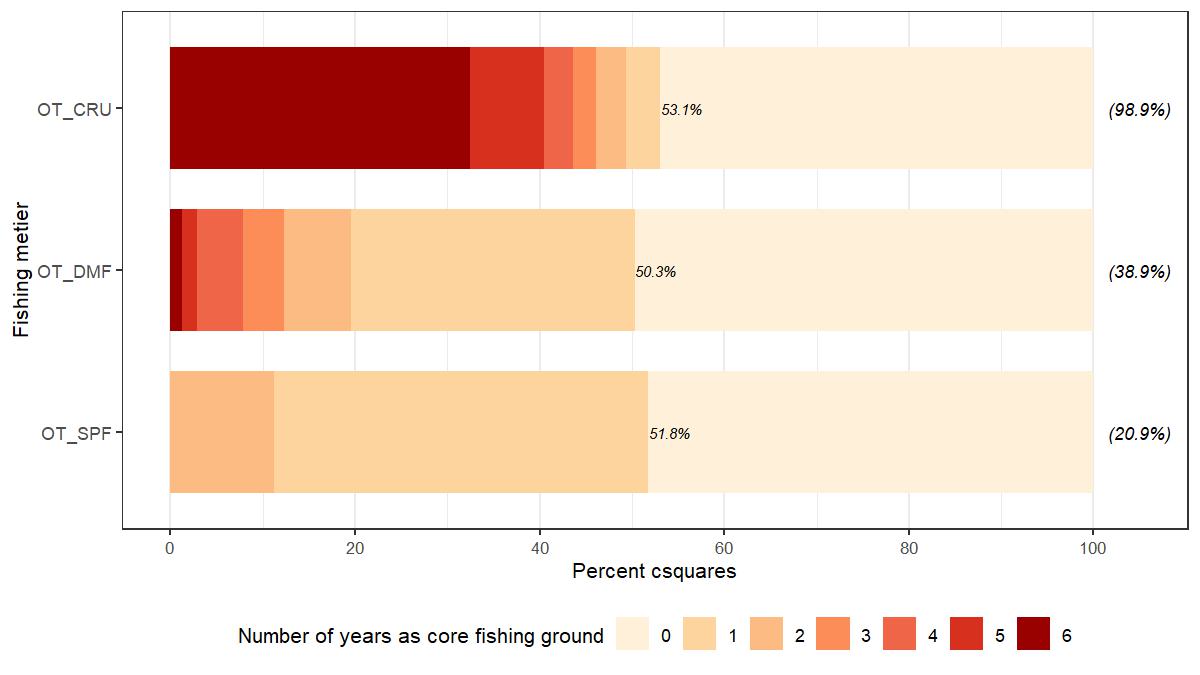 Fishing metier
OT_CRU
53.1%
(98.9%)
OT_DMF
50.3%
(38.9%)
OT_SPF
51.8%
(20.9%)
0 20 40 60 80 100
Percent csquares
Number of years as core fishing ground 0 1 2 3 4 5 6